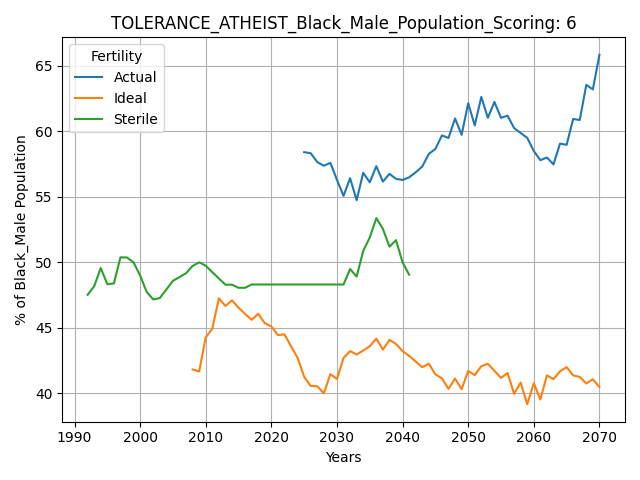 TOLERANCE_ATHEIST_Black_Male_Population_Scoring: 6
Fertility
Actual
Ideal
Sterile
% of Black_Male Population
65
60
55
50
45
40
1990 2000 2010 2020 2030 2040 2050 2060 2070
Years